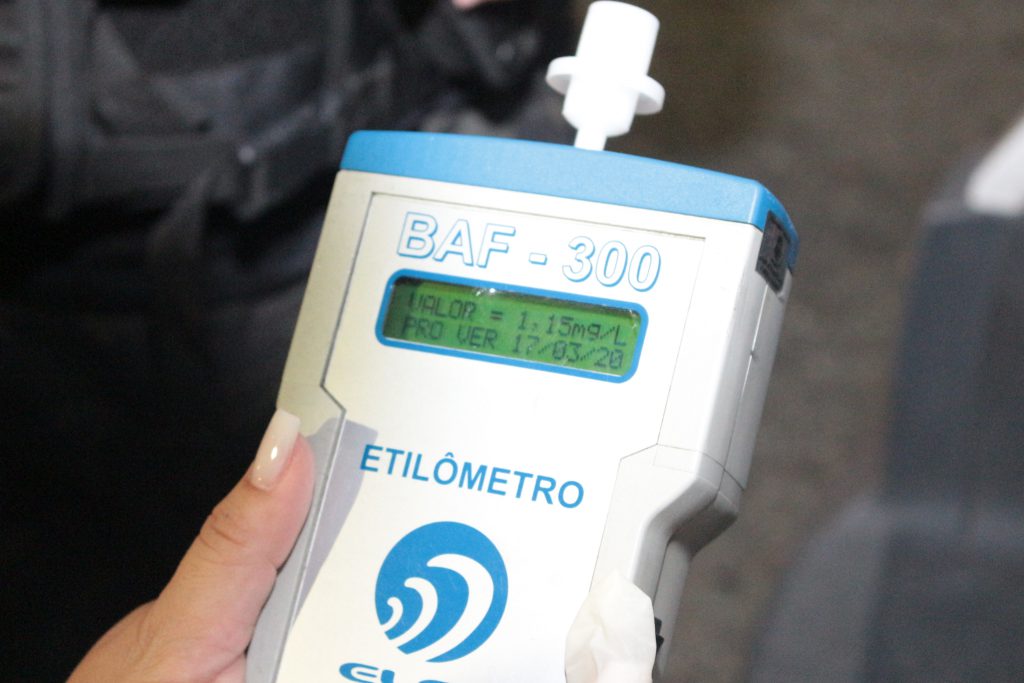 BAF - 300
VALOR = 1,15mg/L
PRO VER 17/03/20
ETILÔMETRO